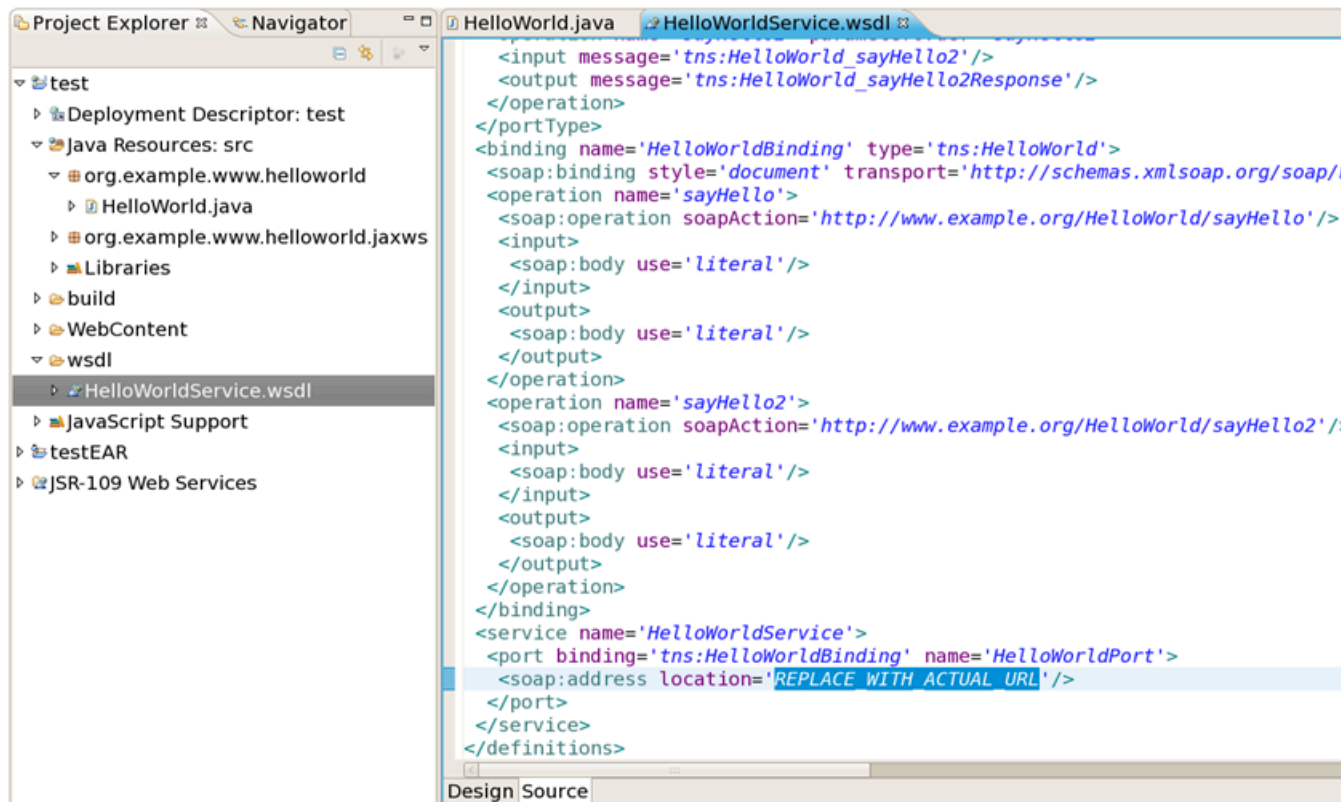 Project Explorer
Navigator
test
Deployment Descriptor: test
Java Resources: src
org.example.www.helloworld
HelloWorld.java
org.example.www.helloworld.jaxws
Libraries
build
WebContent
wsdl
HelloWorldService.wsdl
JavaScript Support
testEAR
JSR-109 Web Services
HelloWorld.java
HelloWorldService.wsdl
<input message='tns:HelloWorld_sayHello2'/>
<output message='tns:HelloWorld_sayHello2Response'/>
</operation>
</portType>
<binding name='HelloWorldBinding' type='tns:HelloWorld'>
<soap:binding style='document' transport='http://schemas.xmlsoap.org/soap/
<operation name='sayHello'>
<soap:operation soapAction='http://www.example.org/HelloWorld/sayHello'/>
<input>
<soap:body use='literal'/>
</input>
<output>
<soap:body use='literal'/>
</output>
</operation>
<operation name='sayHello2'>
<soap:operation soapAction='http://www.example.org/HelloWorld/sayHello2'/
<input>
<soap:body use='literal'/>
</input>
<output>
<soap:body use='literal'/>
</output>
</operation>
</binding>
<service name='HelloWorldService'>
<port binding='tns:HelloWorldBinding' name='HelloWorldPort'>
<soap:address location='REPLACE_WITH_ACTUAL_URL'/>
</port>
</service>
</definitions>
Design
Source